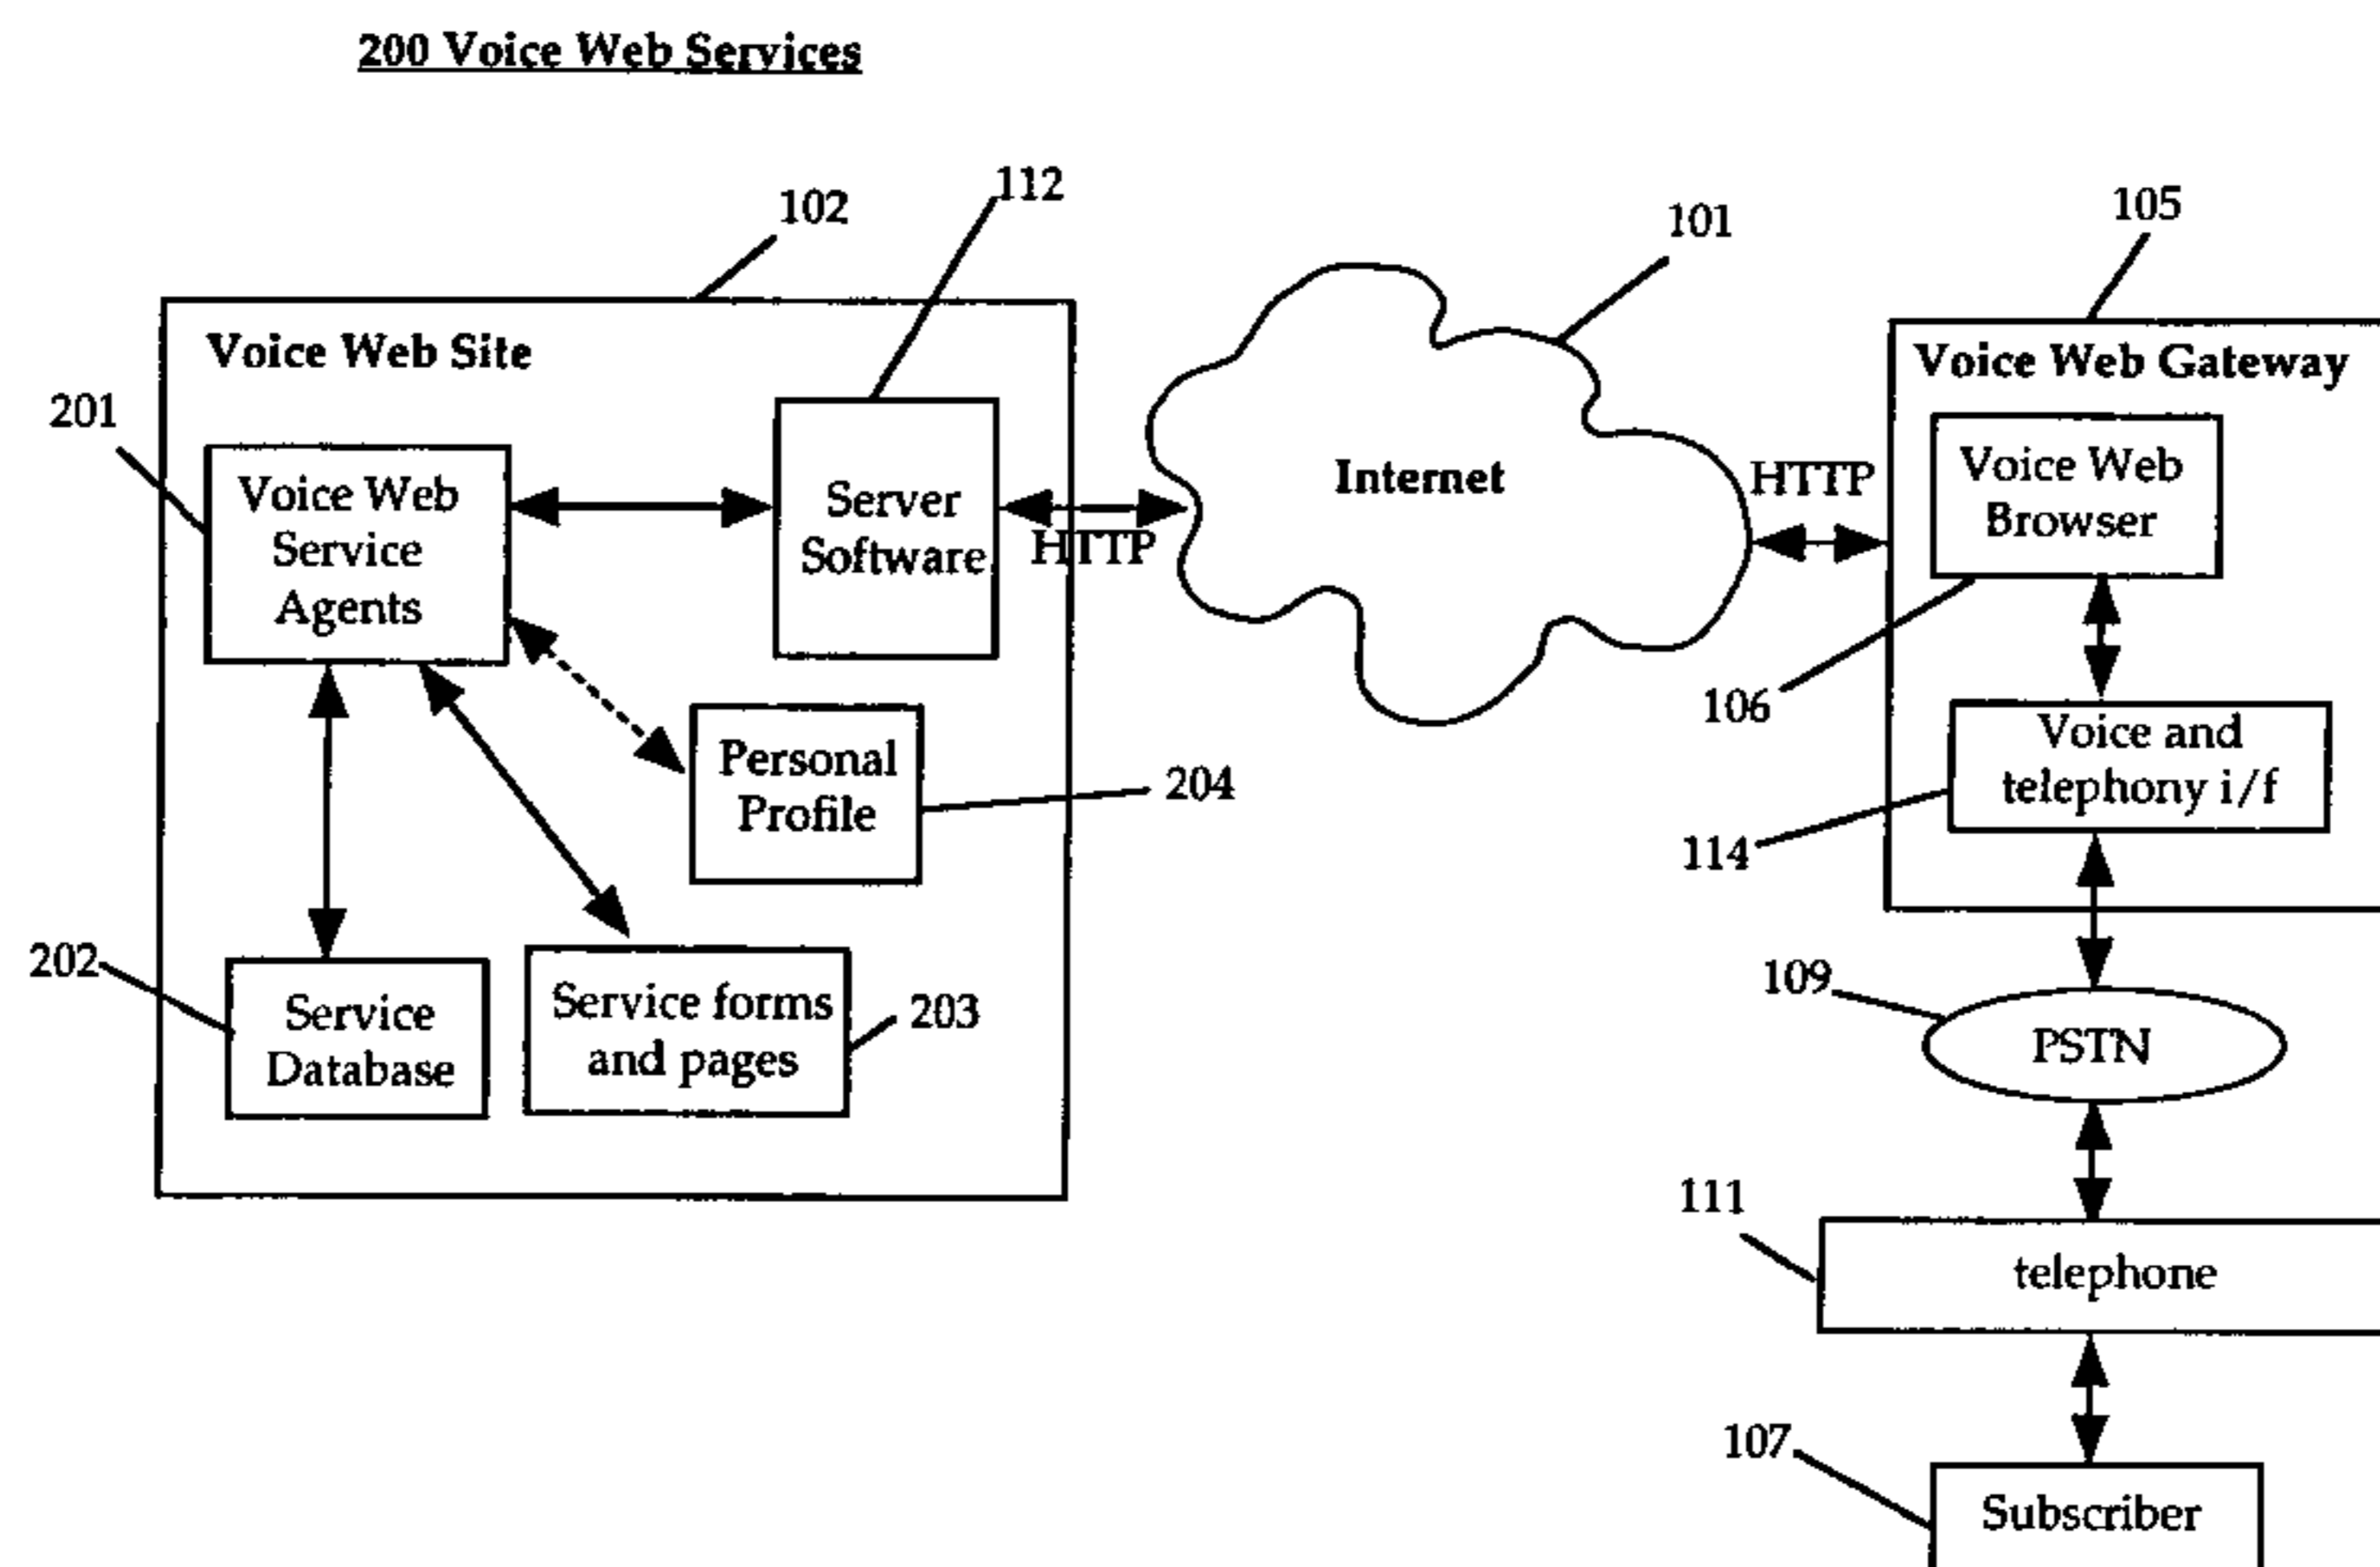 200 Voice Web Services
102
112
101
105
Voice Web Site
Voice Web Gateway
201
Voice Web
Service
Agents
Server
Software
HTTP
Internet
HTTP
Voice Web
Browser
106
Personal
Profile
204
Voice and
telephony i/f
114
202
Service
Database
Service forms
and pages
203
109
PSTN
111
telephone
107
Subscriber